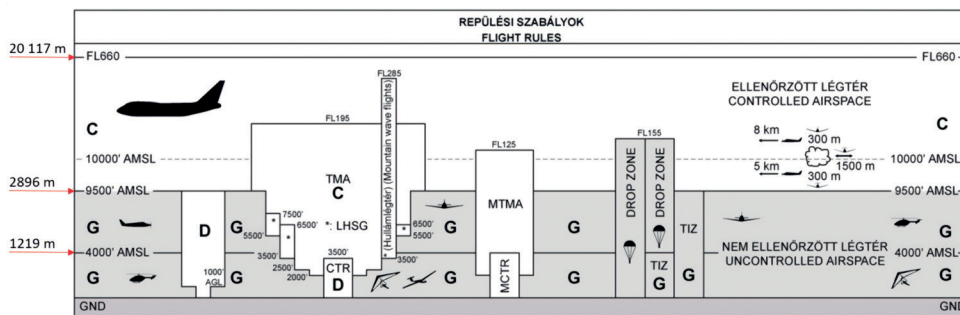 REPÜLÉSI SZABÁLYOK
FLIGHT RULES
20 117 m
FL660
FL660
FL285
ELLENŐRZÖTT LÉGTÉR
CONTROLLED AIRSPACE
C
FL195
8 km
300 m
C
FL155
FL125
10000' AMSL
1500 m
10000' AMSL
5 km
300 m
TMA
C
2896 m
9500' AMSL
9500' AMSL
(Hullámlégtér) (Mountain wave flights)
*
MTMA
DROP ZONE
DROP ZONE
7500'
*
6500'
5500'
*
*: LHSG
6500'
*
5500'
G
D
G
G
G
TIZ
G
NEM ELLENŐRZÖTT LÉGTÉR
UNCONTROLLED AIRSPACE
1219 m
4000' AMSL
4000' AMSL
3500'
3500'
3500'
2500'
2000'
1000'
AGL
CTR
D
MCTR
TIZ
G
G
G
G
G
G
G
GND
GND